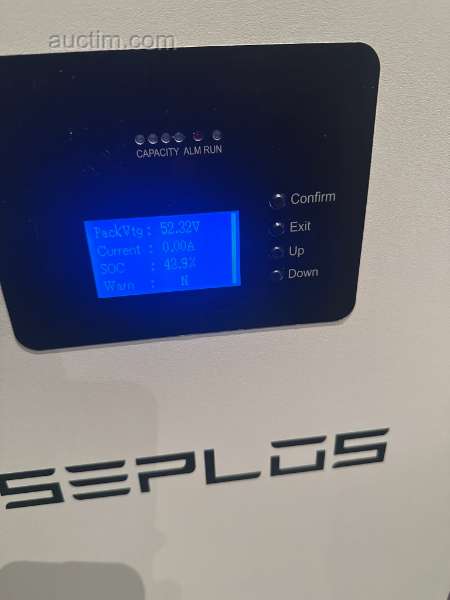 auctim.com
CAPACITY ALM RUN
PackVtg : 52.32V
Current : 0.00A
SOC : 43.9%
Warn : N
Confirm
Exit
Up
Down
SEPLOS